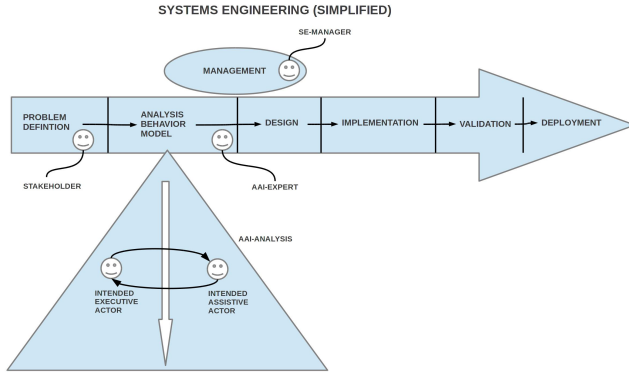 SYSTEMS ENGINEERING (SIMPLIFIED)
SE-MANAGER
MANAGEMENT
PROBLEM
DEFINTION
ANALYSIS
BEHAVIOR
MODEL
DESIGN
IMPLEMENTATION
VALIDATION
DEPLOYMENT
STAKEHOLDER
AAI-EXPERT
AAI-ANALYSIS
INTENDED
EXECUTIVE
ACTOR
INTENDED
ASSISTIVE
ACTOR